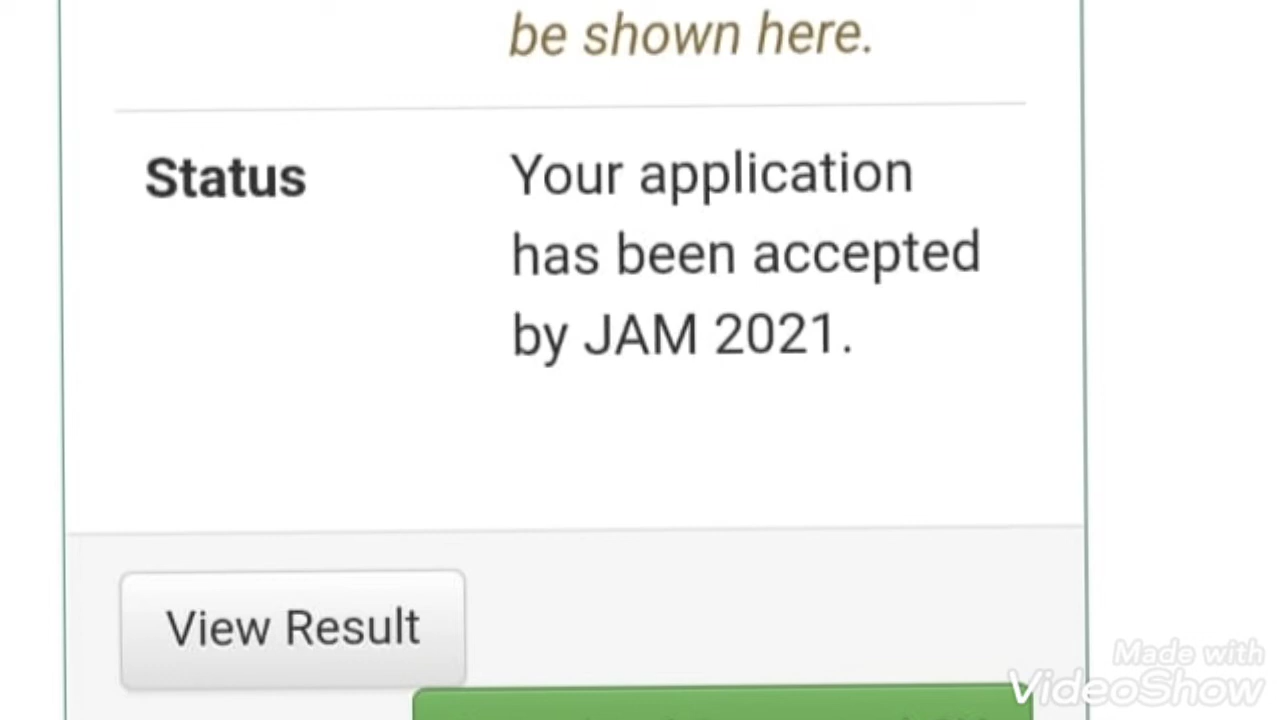 be shown here.
Status
Your application
has been accepted
by JAM 2021.
View Result
Made with
VideoShow